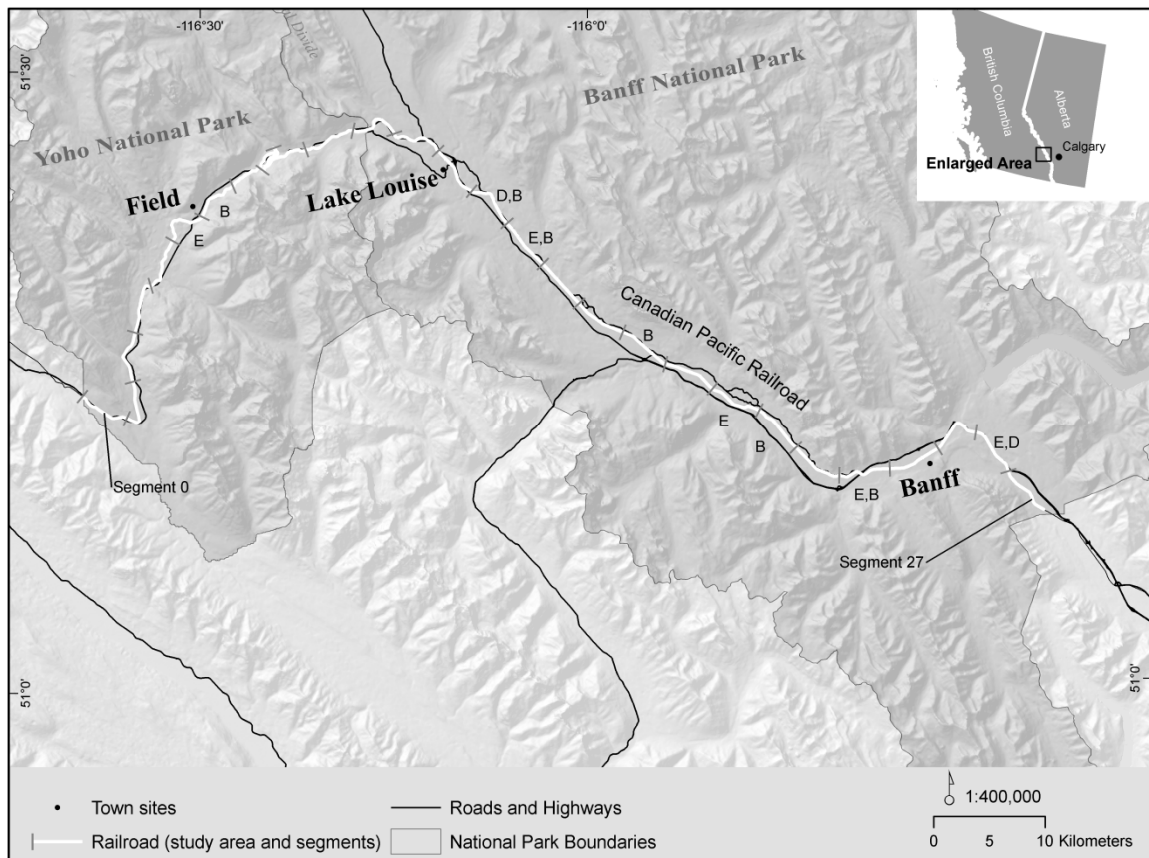 -116°30'
-116°0'
51°30'
Divide
Banff National Park
British Columbia
Alberta
Calgary
Enlarged Area
Yoho National Park
Lake Louise
Field
D,B
B
E
E,B
Canadian Pacific Railroad
B
E
B
E,D
Banff
E,B
Segment 0
Segment 27
51°0'
51°0'
Town sites
Roads and Highways
1:400,000
Railroad (study area and segments)
National Park Boundaries
0 5 10 Kilometers